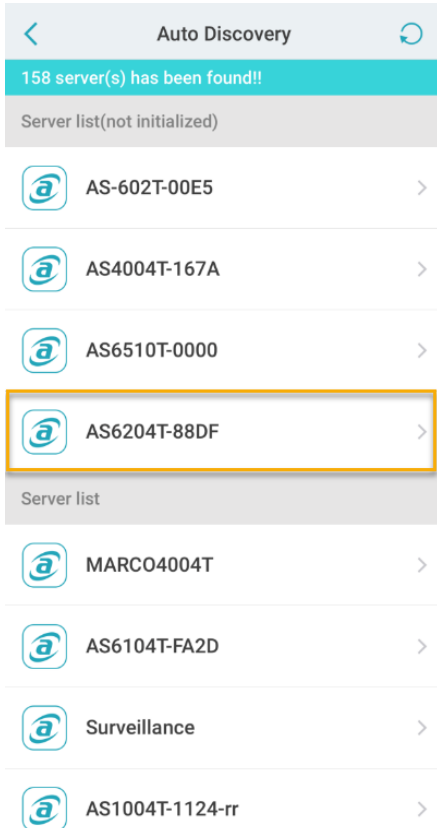 Auto Discovery
158 server(s) has been found!!
Server list(not initialized)
AS-602T-00E5
AS4004T-167A
AS6510T-0000
AS6204T-88DF
Server list
MARCO4004T
AS6104T-FA2D
Surveillance
AS1004T-1124-rr